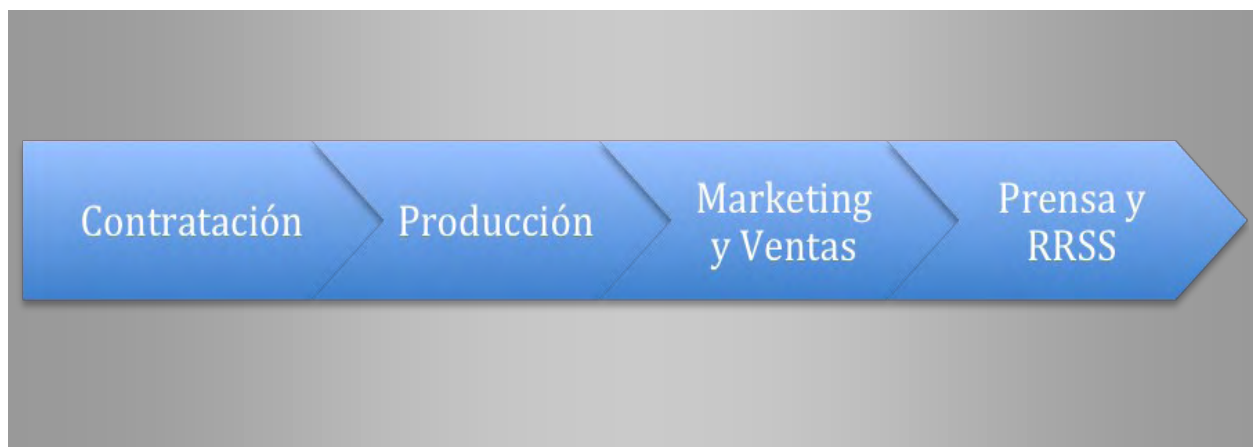 Contratación
Producción
Marketing
y Ventas
Prensa y
RRSS